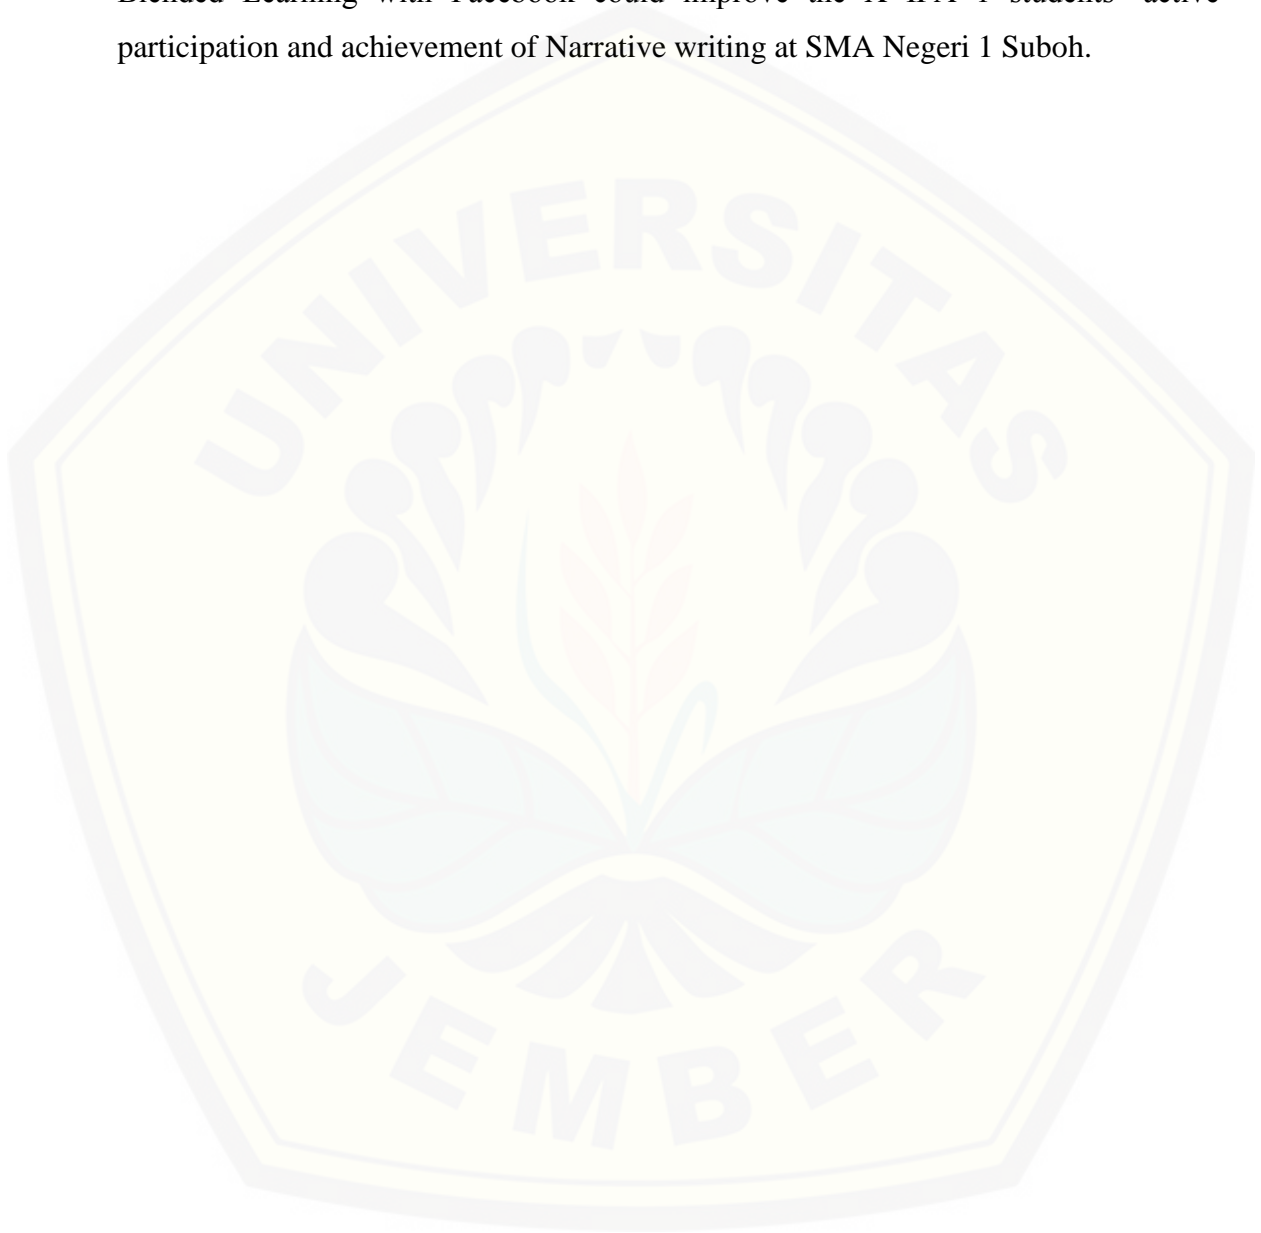 Blended Learning with Facebook could improve the X IPA 1 students' active
participation and achievement of Narrative writing at SMA Negeri 1 Suboh.
UNIVERSITAS
JEMBER